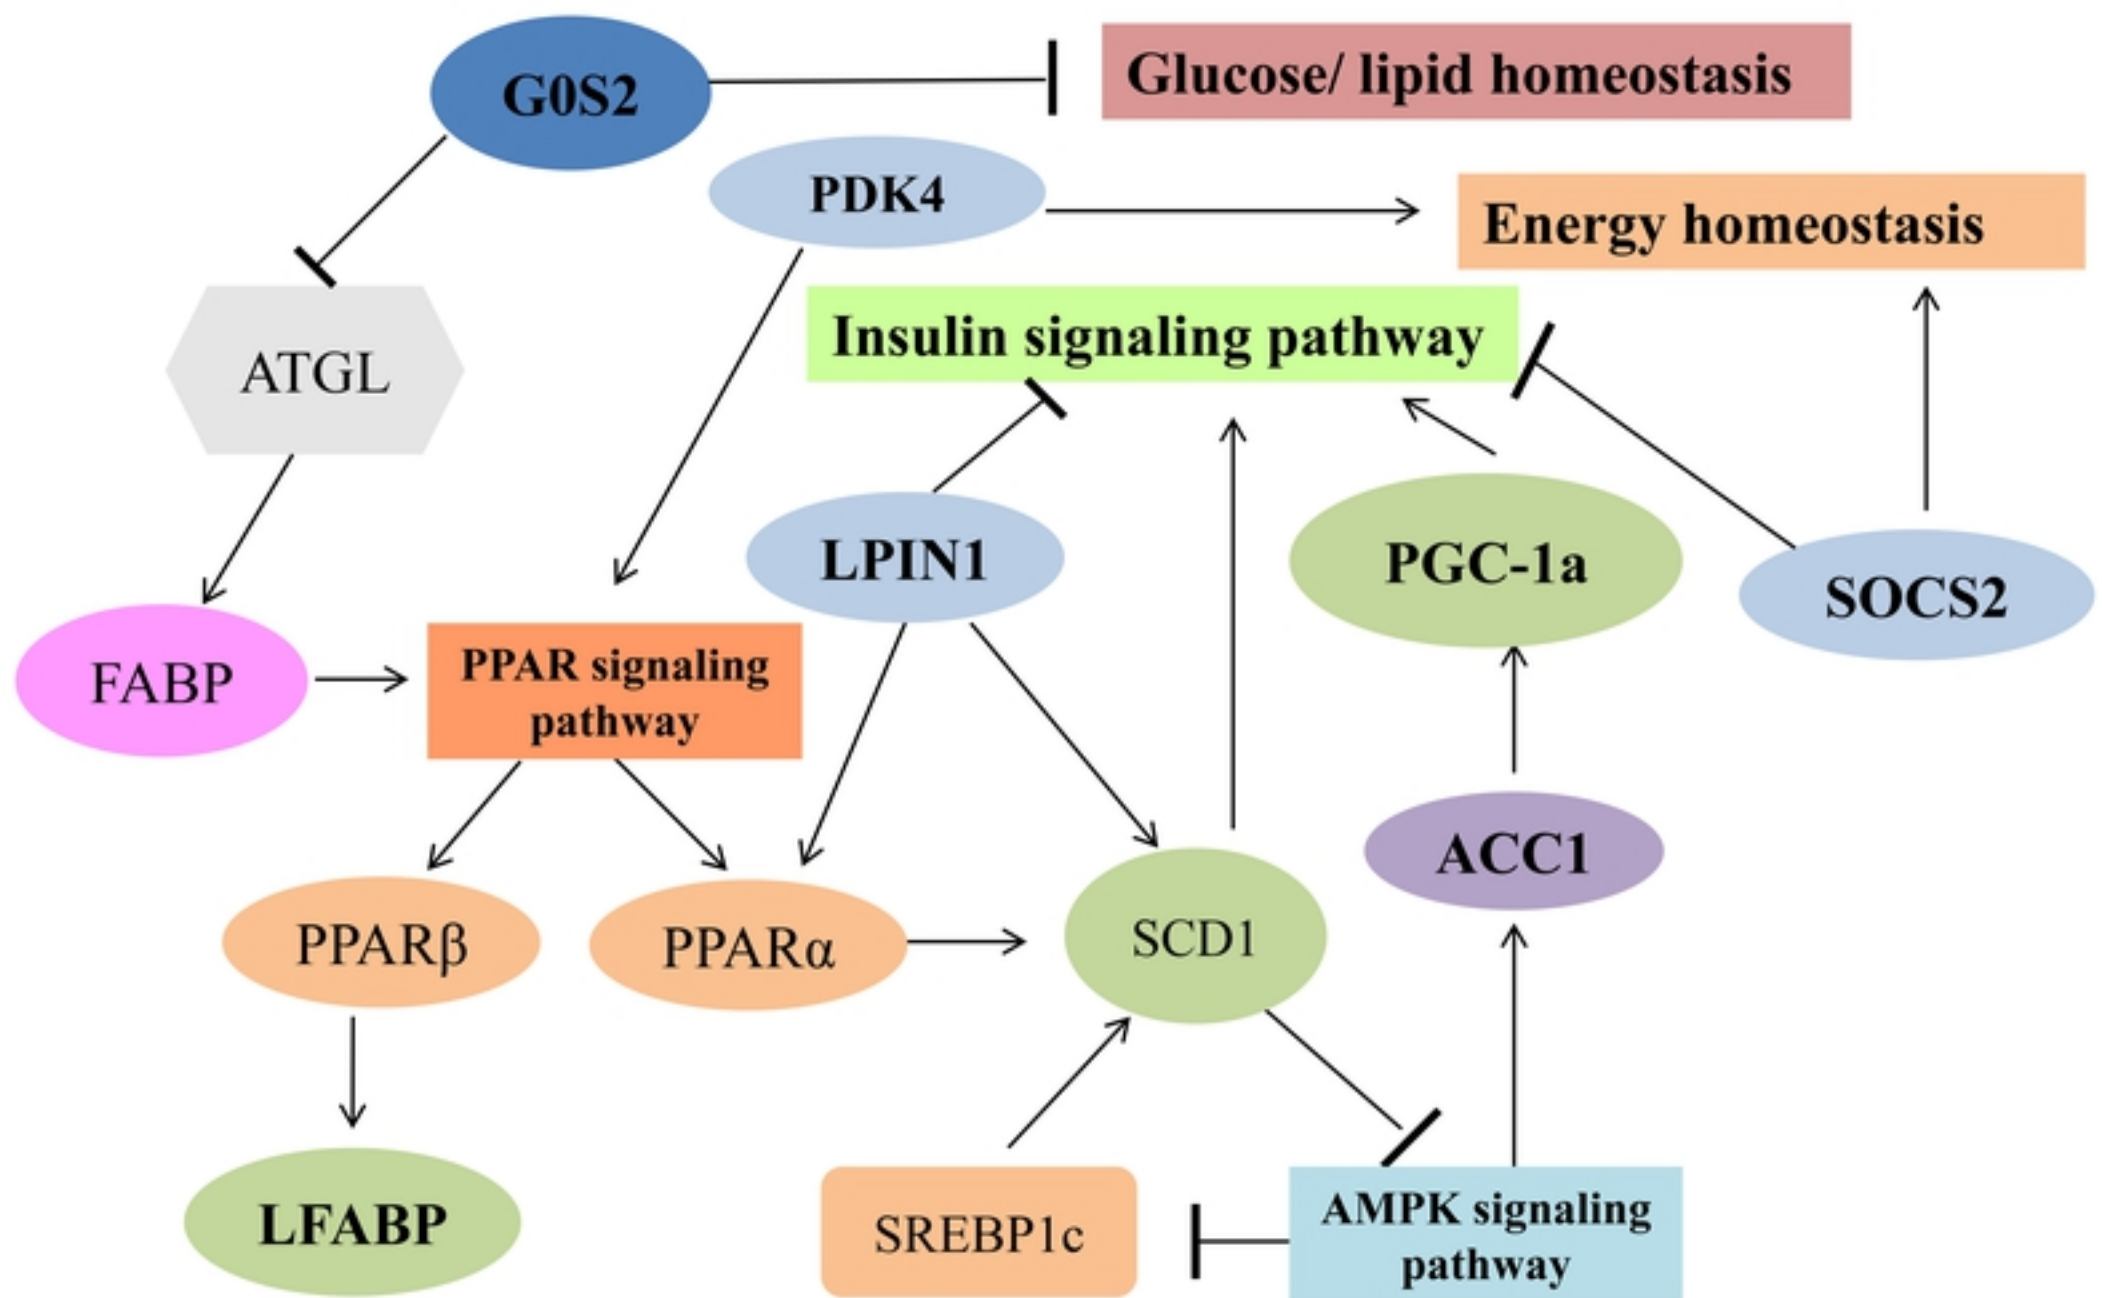 G0S2
Glucose/ lipid homeostasis
PDK4
Energy homeostasis
Insulin signaling pathway
ATGL
LPIN1
PGC-1a
SOCS2
FABP
PPAR signaling
pathway
ACC1
PPARβ
PPARα
SCD1
LFABP
SREBP1c
AMPK signaling
pathway